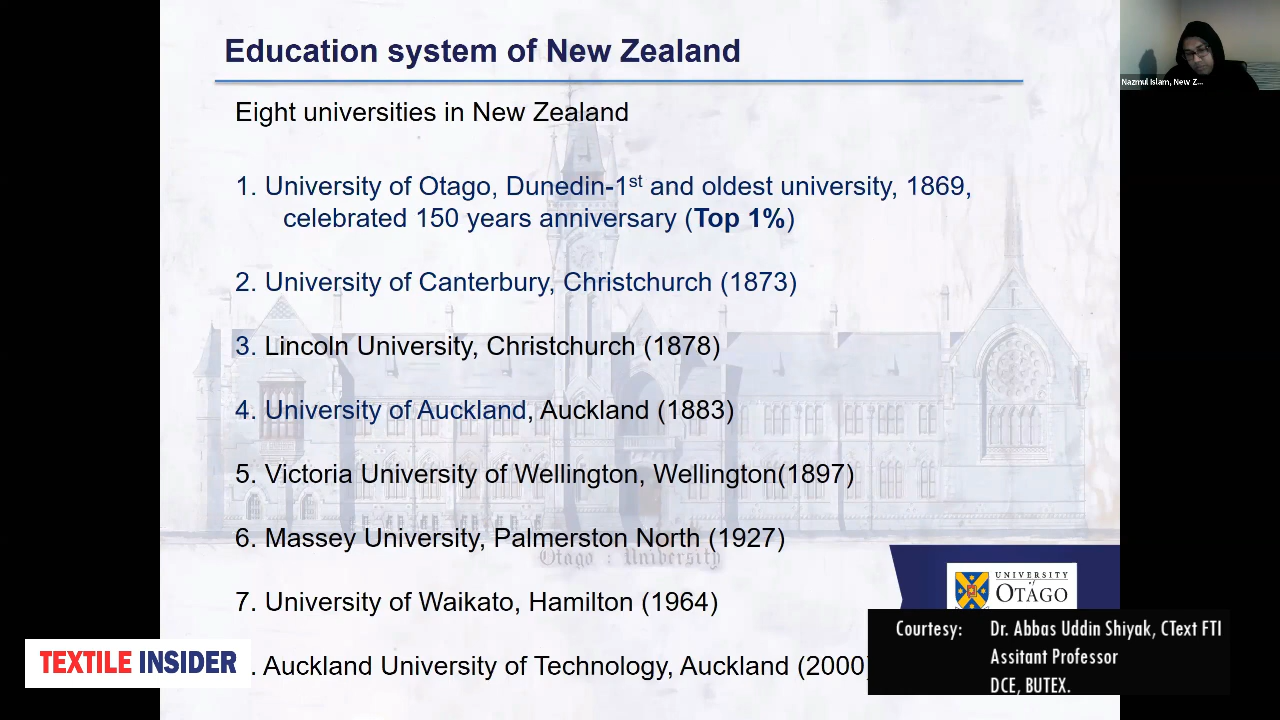 Education system of New Zealand
Nazmul Islam, New Z...
Eight universities in New Zealand
1. University of Otago, Dunedin-1st and oldest university, 1869,
celebrated 150 years anniversary (Top 1%)
2. University of Canterbury, Christchurch (1873)
3. Lincoln University, Christchurch (1878)
4. University of Auckland, Auckland (1883)
5. Victoria University of Wellington, Wellington(1897)
6. Massey University, Palmerston North (1927)
Otago : University
7. University of Waikato, Hamilton (1964)
. Auckland University of Technology, Auckland (2000)
UNIVERSITY
of
OTAGO
Courtesy: Dr. Abbas Uddin Shiyak, CText FTI
Assitant Professor
DCE, BUTEX.
TEXTILE INSIDER